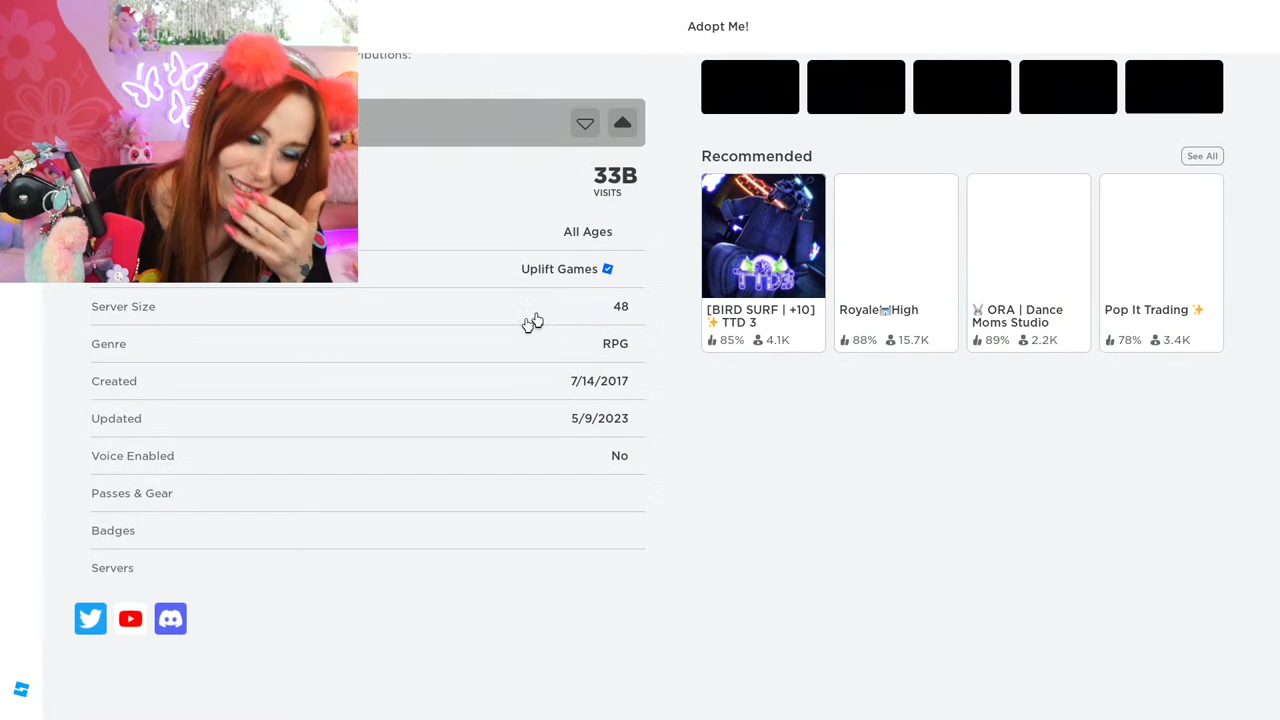 Adopt Me!
ributions:
33B
VISITS
All Ages
Uplift Games
Server Size 48
Genre RPG
Created 7/14/2017
Updated 5/9/2023
Voice Enabled No
Passes & Gear
Badges
Servers
Recommended
See All
TTD3
[BIRD SURF | +10]
✨ TTD 3
85% 4.1K
Royale🏫High
88% 15.7K
🐰 ORA | Dance
Moms Studio
89% 2.2K
Pop It Trading ✨
78% 3.4K